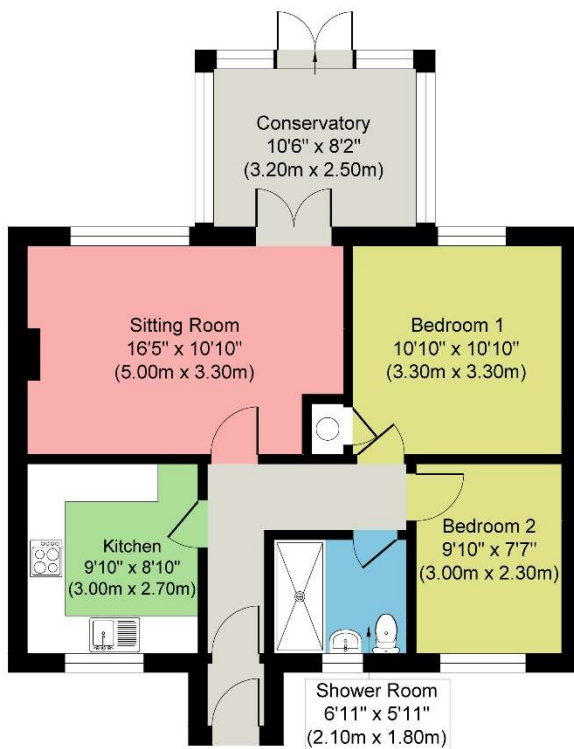 Conservatory
10'6" x 8'2"
(3.20m x 2.50m)
Sitting Room
16'5" x 10'10"
(5.00m x 3.30m)
Bedroom 1
10'10" x 10'10"
(3.30m x 3.30m)
Kitchen
9'10" x 8'10"
(3.00m x 2.70m)
Bedroom 2
9'10" x 7'7"
(3.00m x 2.30m)
Shower Room
6'11" x 5'11"
(2.10m x 1.80m)